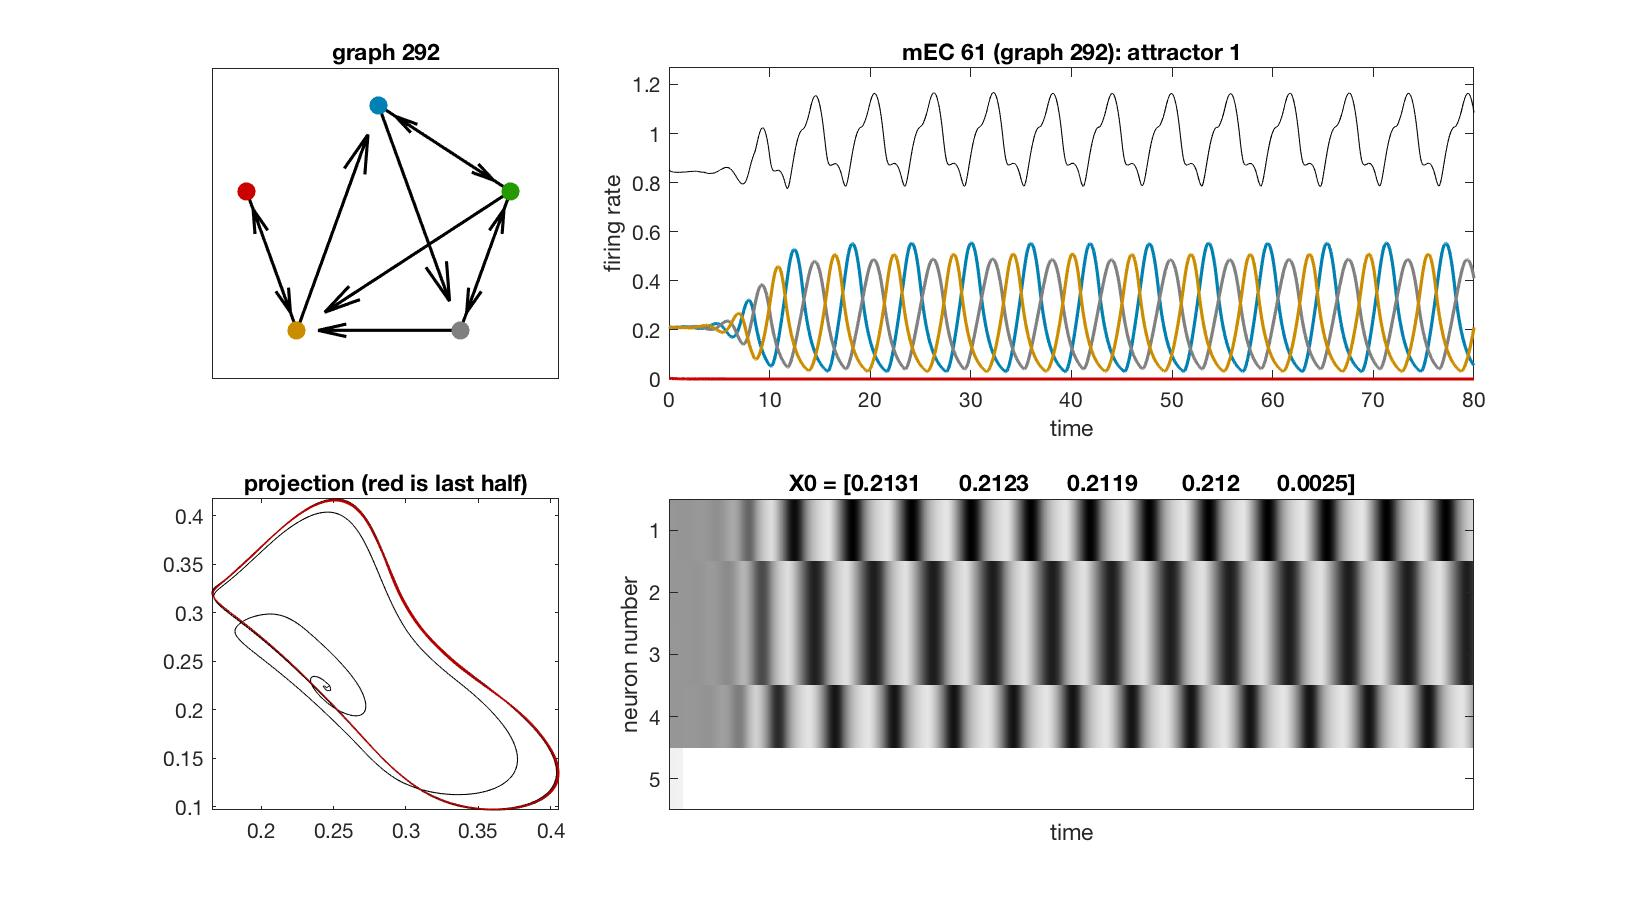 graph 292
mEC 61 (graph 292): attractor 1
1.2
1
0.8
0.6
0.4
0.2
0
firing rate
0 10 20 30 40 50 60 70 80
time
projection (red is last half)
0.4
0.35
0.3
0.25
0.2
0.15
0.1
0.2 0.25 0.3 0.35 0.4
X0 = [0.2131 0.2123 0.2119 0.212 0.0025]
1
2
3
4
5
neuron number
time